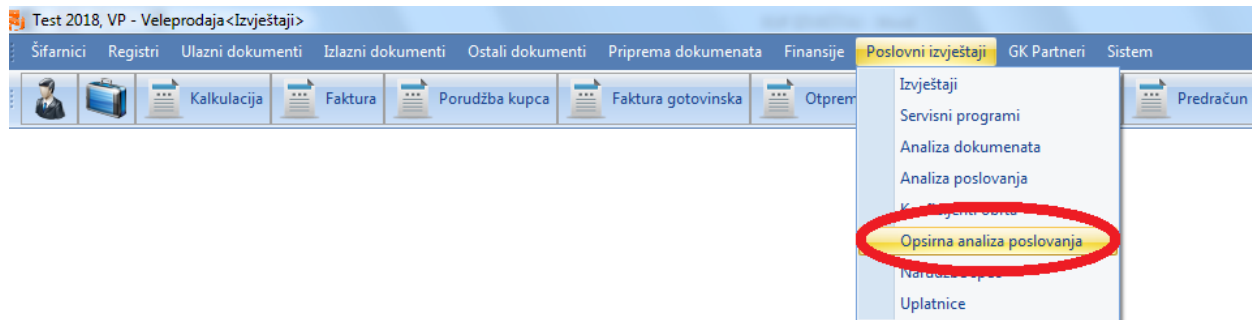 Test 2018, VP - Veleprodaja<Izvještaji>
Šifarnici Registri Ulazni dokumenti Izlazni dokumenti Ostali dokumenti Priprema dokumenata Finansije Poslovni izvještaji GK Partneri Sistem
Kalkulacija Faktura Porudžba kupca Faktura gotovinska Otprem Predračun
Izvještaji
Servisni programi
Analiza dokumenata
Analiza poslovanja
Opsirna analiza poslovanja
Uplatnice